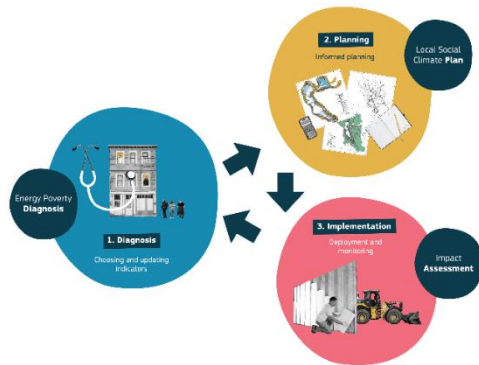 Energy Poverty
Diagnosis
1. Diagnosis
Choosing and updating
indicators
2. Planning
Informed planning
Local Social
Climate Plan
3. Implementation
Deployment and
monitoring
Impact
Assessment